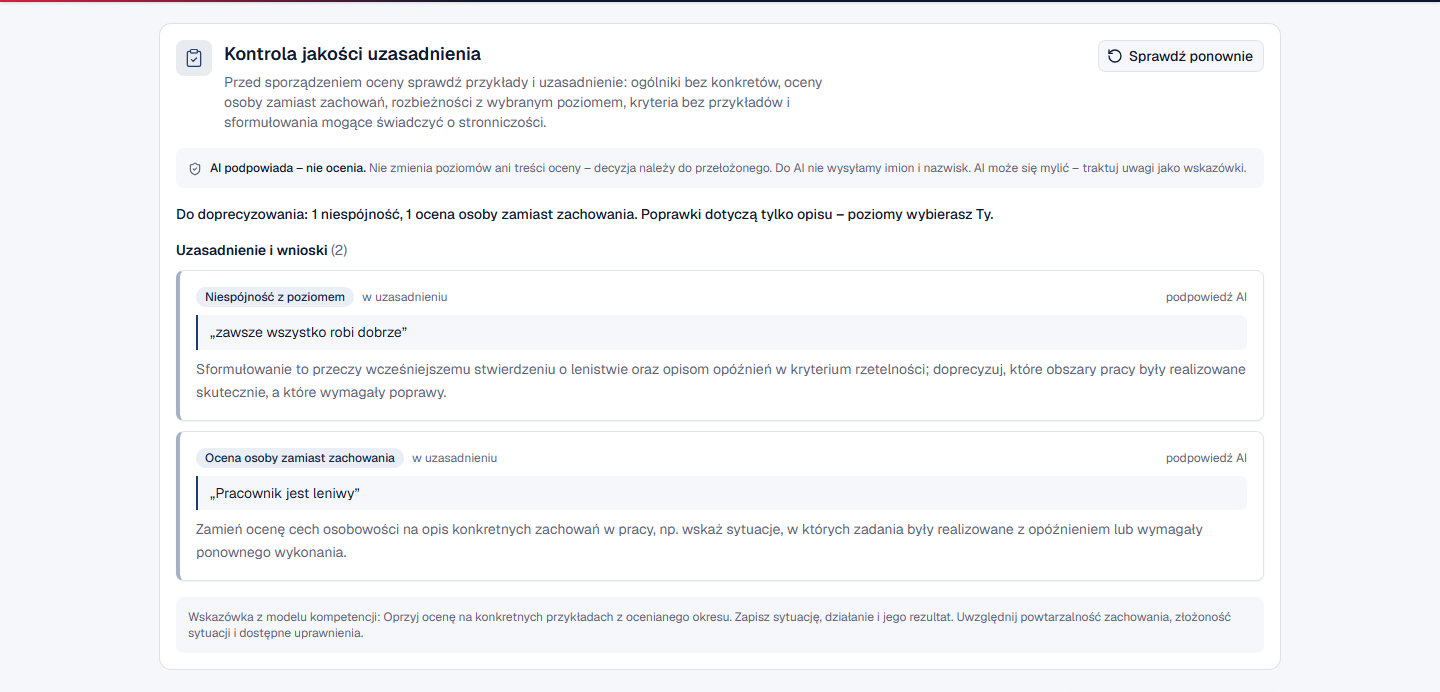 Kontrola jakości uzasadnienia
Sprawdź ponownie
Przed sporządzeniem oceny sprawdź przykłady i uzasadnienie: ogólniki bez konkretów, oceny
osoby zamiast zachowań, rozbieżności z wybranym poziomem, kryteria bez przykładów i
sformułowania mogące świadczyć o stronniczości.
AI podpowiada – nie ocenia. Nie zmienia poziomów ani treści oceny – decyzja należy do przełożonego. Do AI nie wysyłamy imion i nazwisk. AI może się mylić – traktuj uwagi jako wskazówki.
Do doprecyzowania: 1 niespójność, 1 ocena osoby zamiast zachowania. Poprawki dotyczą tylko opisu – poziomy wybierasz Ty.
Uzasadnienie i wnioski (2)
Niespójność z poziomem w uzasadnieniu podpowiedź AI
„zawsze wszystko robi dobrze”
Sformułowanie to przeczy wcześniejszemu stwierdzeniu o lenistwie oraz opisom opóźnień w kryterium rzetelności; doprecyzuj, które obszary pracy były realizowane
skutecznie, a które wymagały poprawy.
Ocena osoby zamiast zachowania w uzasadnieniu podpowiedź AI
„Pracownik jest leniwy”
Zamień ocenę cech osobowości na opis konkretnych zachowań w pracy, np. wskaż sytuacje, w których zadania były realizowane z opóźnieniem lub wymagały
ponownego wykonania.
Wskazówka z modelu kompetencji: Oprzyj ocenę na konkretnych przykładach z ocenianego okresu. Zapisz sytuację, działanie i jego rezultat. Uwzględnij powtarzalność zachowania, złożoność
sytuacji i dostępne uprawnienia.